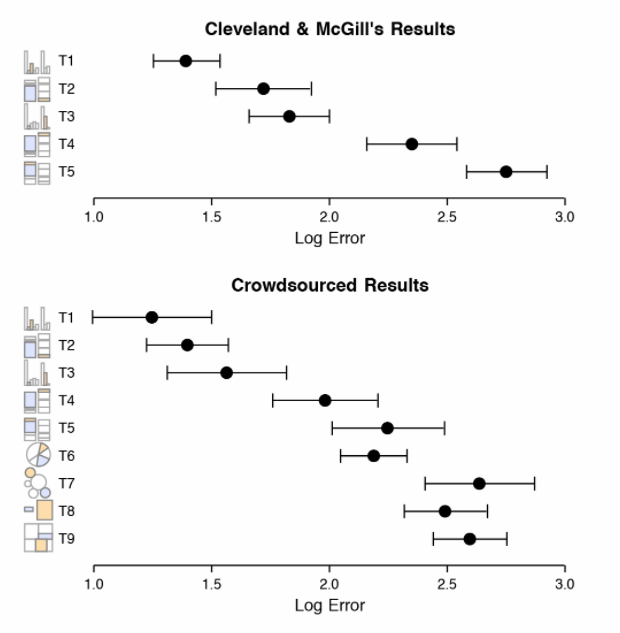 Cleveland & McGill's Results
T1
T2
T3
T4
T5
1.0 1.5 2.0 2.5 3.0
Log Error
Crowdsourced Results
T1
T2
T3
T4
T5
T6
T7
T8
T9
1.0 1.5 2.0 2.5 3.0
Log Error